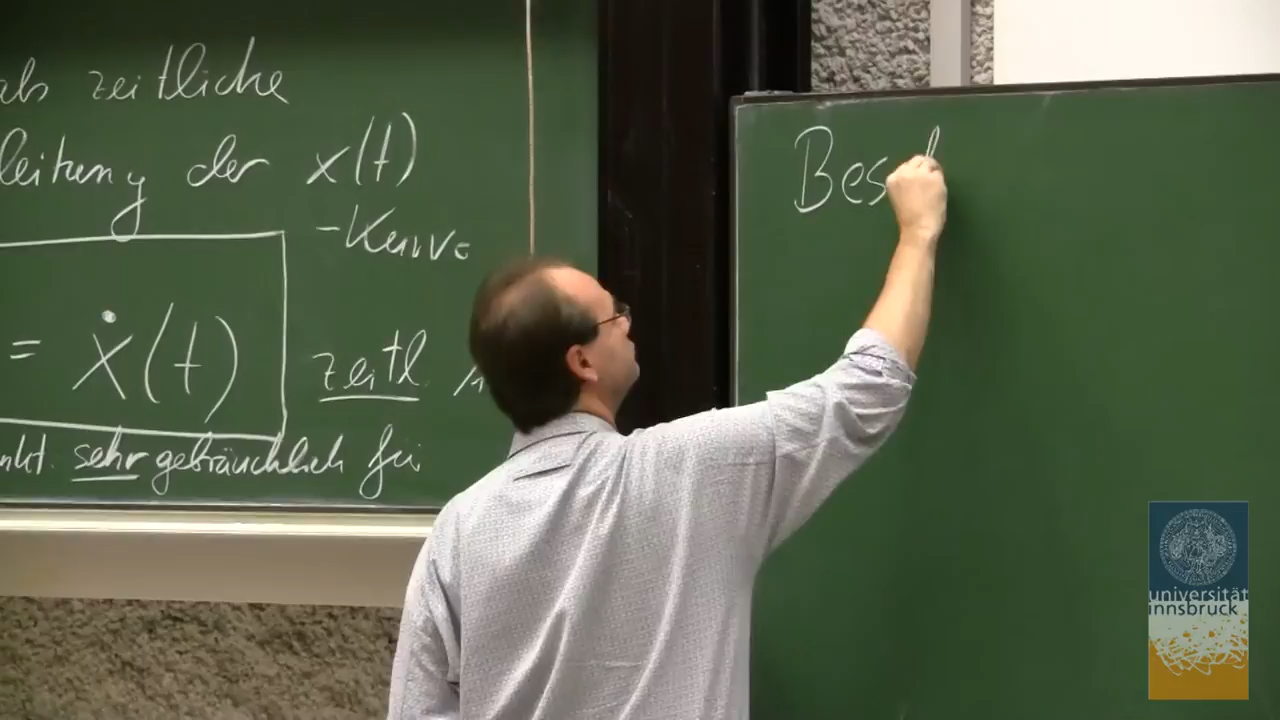 als zeitliche
leitung der x(t)
-Kurve
= ẋ(t) zeitl
nkt. sehr gebräuchlich für
Bes
universität
innsbruck